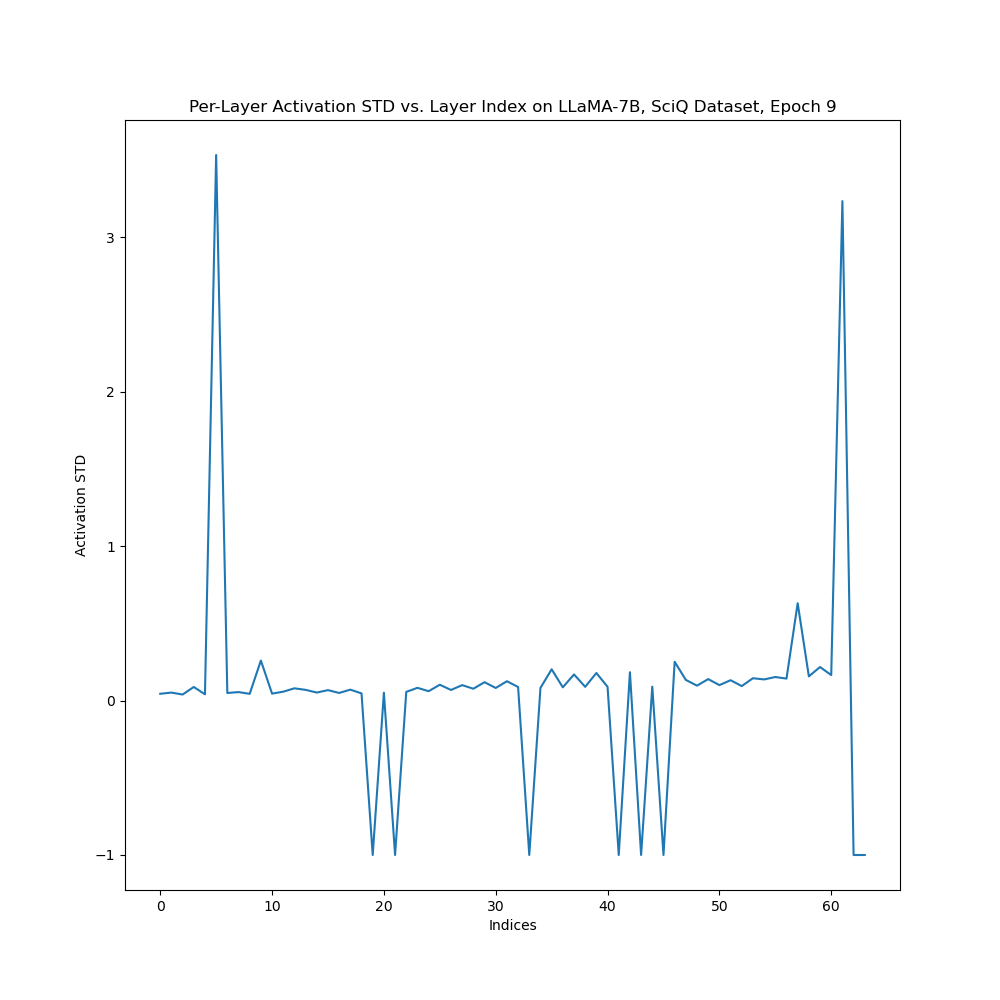 Per-Layer Activation STD vs. Layer Index on LLaMA-7B, SciQ Dataset, Epoch 9
3
2
1
0
−1
Activation STD
0 10 20 30 40 50 60
Indices